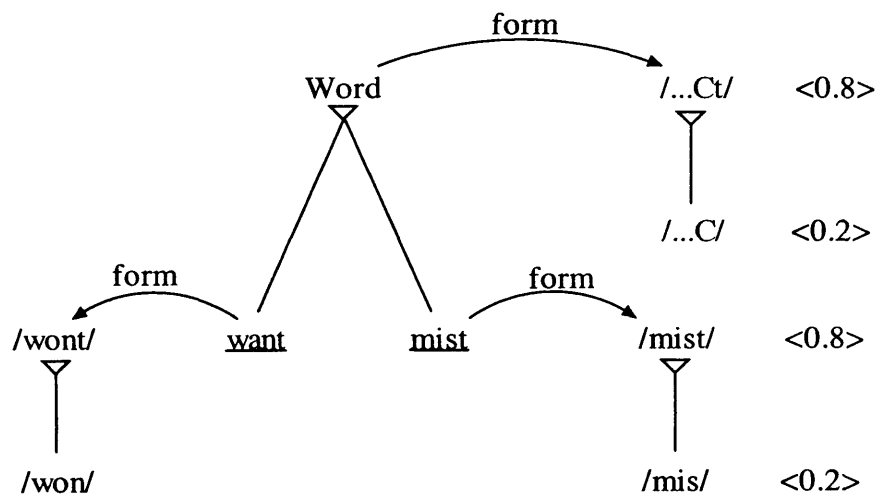 form
Word /...Ct/ <0.8>
/...C/ <0.2>
form form
/wont/ want mist /mist/ <0.8>
/won/ /mis/ <0.2>